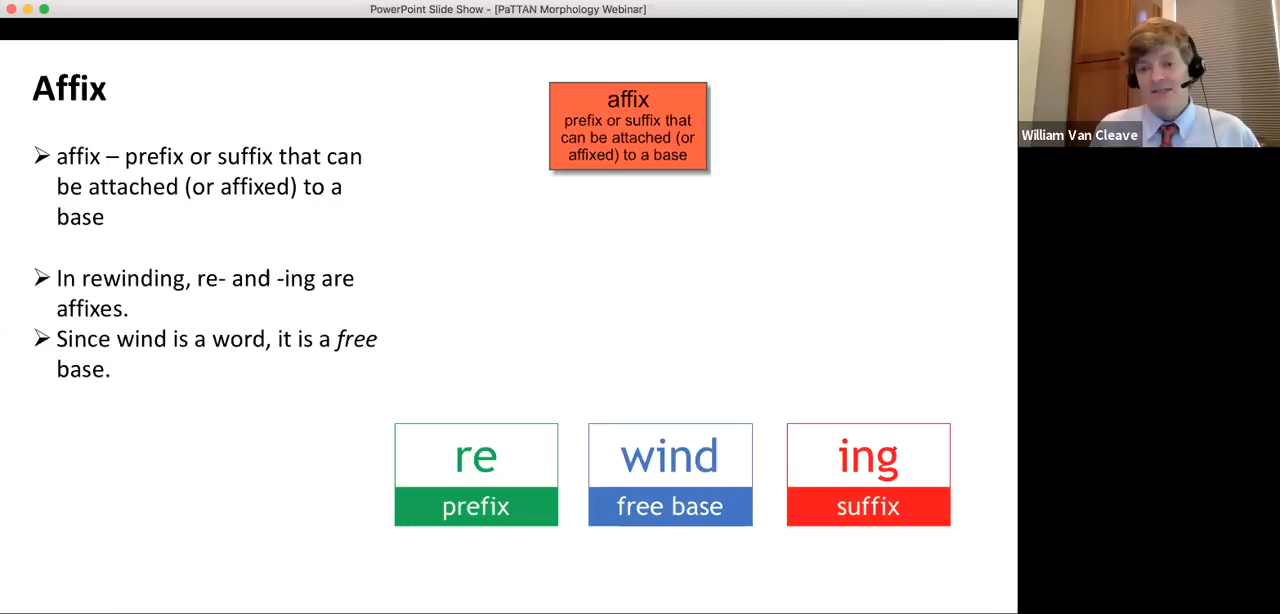 PowerPoint Slide Show - [PaTTAN Morphology Webinar]
Affix
affix
prefix or suffix that
can be attached (or
affixed) to a base
➢ affix – prefix or suffix that can
be attached (or affixed) to a
base
➢ In rewinding, re- and -ing are
affixes.
➢ Since wind is a word, it is a free
base.
re
prefix
wind
free base
ing
suffix
William Van Cleave